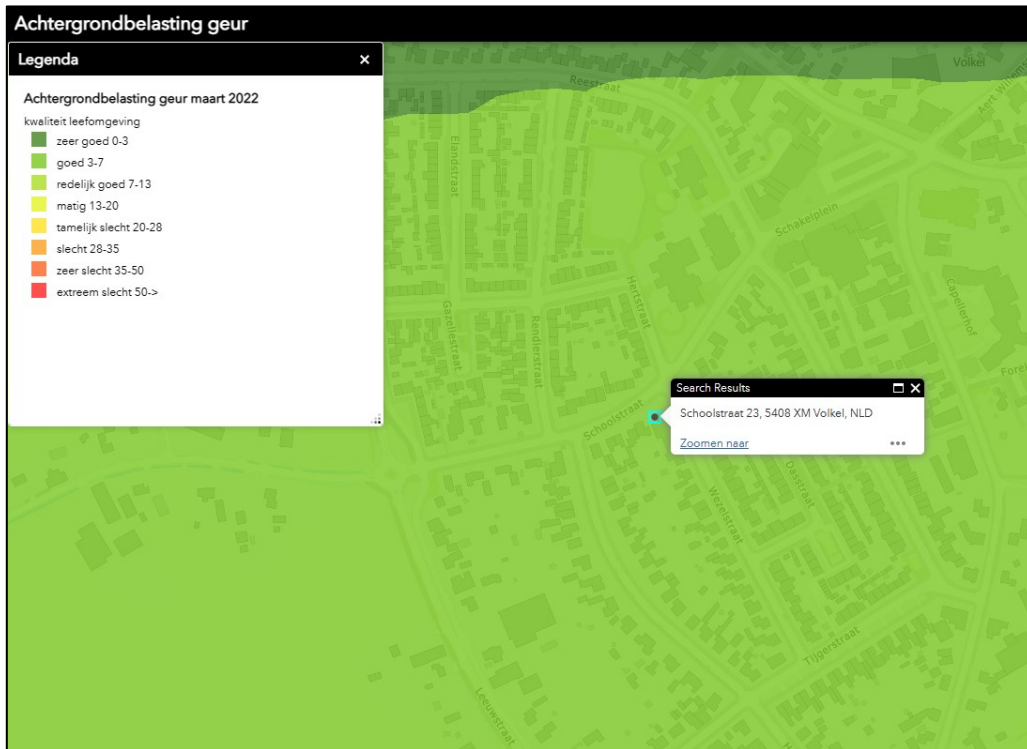 Achtergrondbelasting geur
Legenda
Achtergrondbelasting geur maart 2022
kwaliteit leefomgeving
zeer goed 0-3
goed 3-7
redelijk goed 7-13
matig 13-20
tamelijk slecht 20-28
slecht 28-35
zeer slecht 35-50
extreem slecht 50->
Volkel
Reestraat
Elandstraat
Schakelplein
Hertstraat
Gazellestraat
Rendierstraat
Capellerhof
Search Results
Schoolstraat 23, 5408 XM Volkel, NLD
Zoomen naar
Schoolstraat
Wezelstraat
Dasstraat
Tijgerstraat
Leeuwstraat